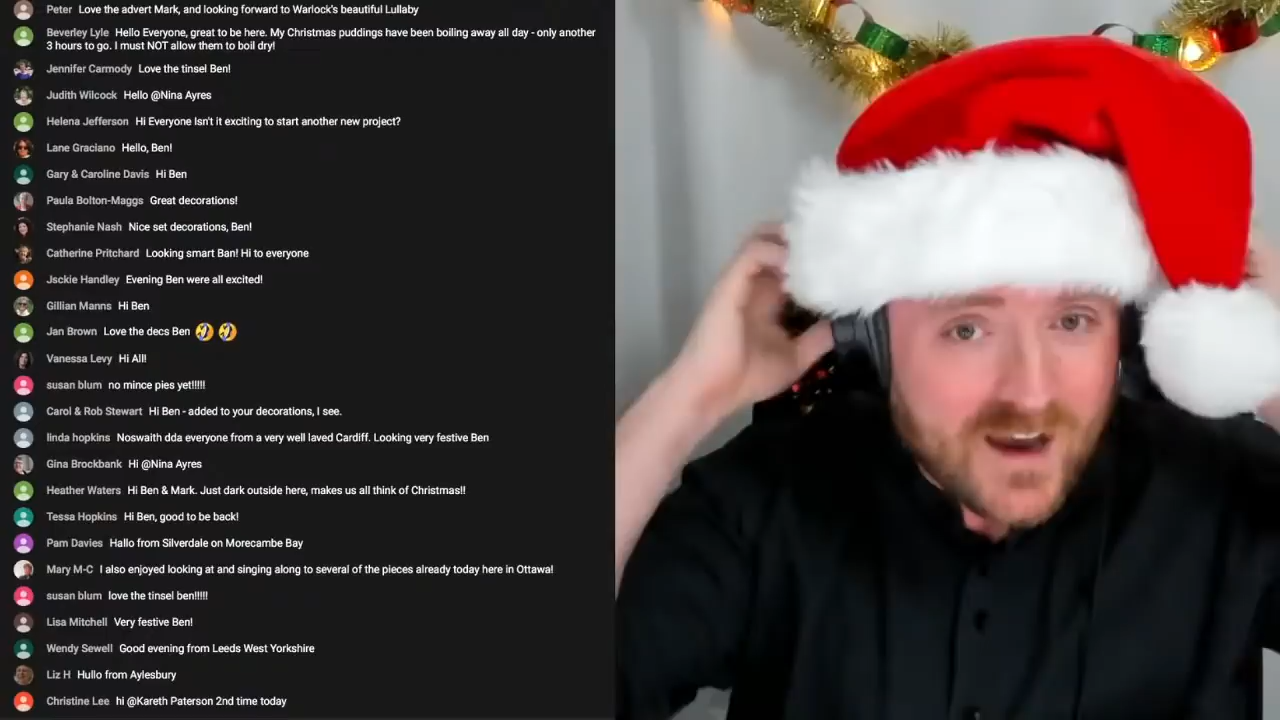 Peter Love the advert Mark, and looking forward to Warlock's beautiful Lullaby
Beverley Lyle Hello Everyone, great to be here. My Christmas puddings have been boiling away all day - only another
3 hours to go. I must NOT allow them to boil dry!
Jennifer Carmody Love the tinsel Ben!
Judith Wilcock Hello @Nina Ayres
Helena Jefferson Hi Everyone Isn't it exciting to start another new project?
Lane Graciano Hello, Ben!
Gary & Caroline Davis Hi Ben
Paula Bolton-Maggs Great decorations!
Stephanie Nash Nice set decorations, Ben!
Catherine Pritchard Looking smart Ban! Hi to everyone
Jsckie Handley Evening Ben were all excited!
Gillian Manns Hi Ben
Jan Brown Love the decs Ben 🤣 🤣
Vanessa Levy Hi All!
susan blum no mince pies yet!!!!!
Carol & Rob Stewart Hi Ben - added to your decorations, I see.
linda hopkins Noswaith dda everyone from a very well laved Cardiff. Looking very festive Ben
Gina Brockbank Hi @Nina Ayres
Heather Waters Hi Ben & Mark. Just dark outside here, makes us all think of Christmas!!
Tessa Hopkins Hi Ben, good to be back!
Pam Davies Hallo from Silverdale on Morecambe Bay
Mary M-C I also enjoyed looking at and singing along to several of the pieces already today here in Ottawa!
susan blum love the tinsel ben!!!!!
Lisa Mitchell Very festive Ben!
Wendy Sewell Good evening from Leeds West Yorkshire
Liz H Hullo from Aylesbury
Christine Lee hi @Kareth Paterson 2nd time today